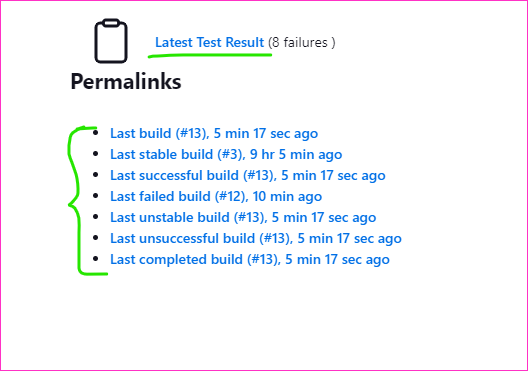 Latest Test Result (8 failures )
Permalinks
Last build (#13), 5 min 17 sec ago
Last stable build (#3), 9 hr 5 min ago
Last successful build (#13), 5 min 17 sec ago
Last failed build (#12), 10 min ago
Last unstable build (#13), 5 min 17 sec ago
Last unsuccessful build (#13), 5 min 17 sec ago
Last completed build (#13), 5 min 17 sec ago